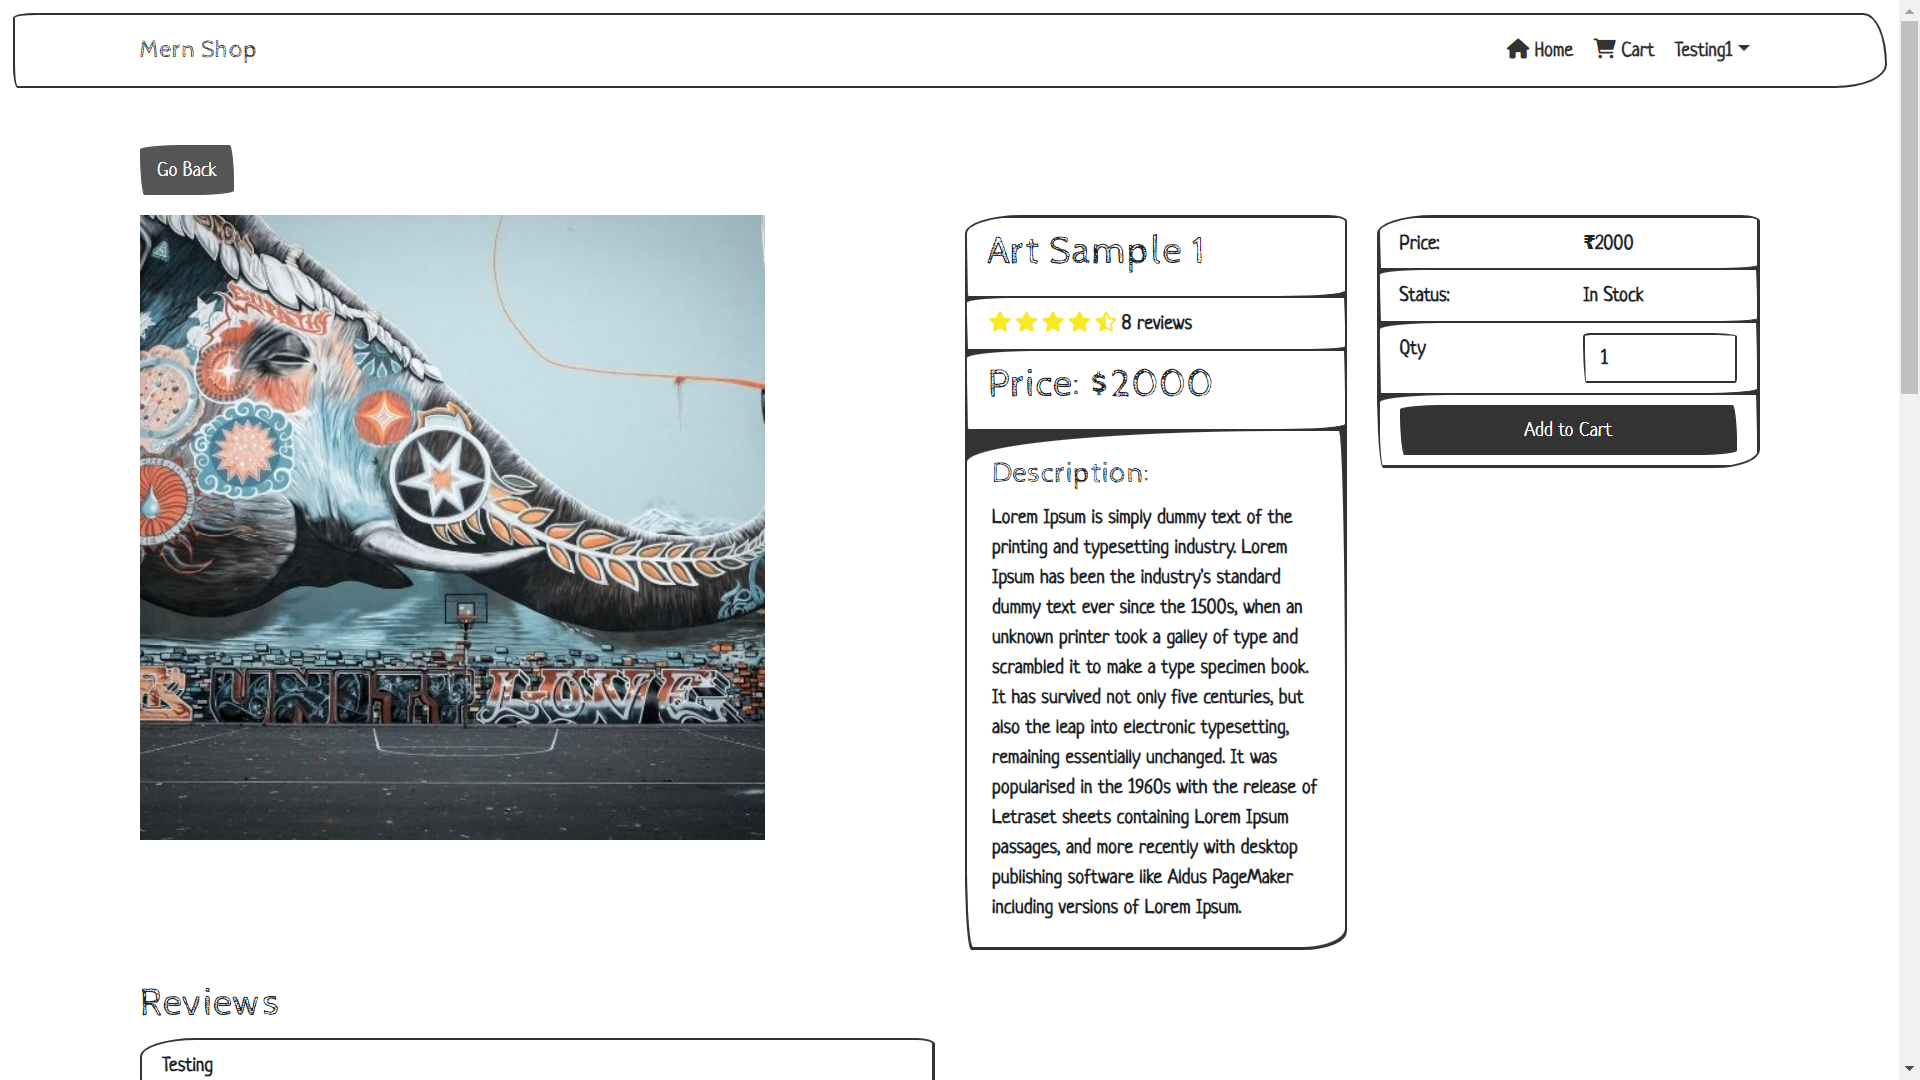 Mern Shop
Home
Cart
Testing1
Go Back
EMPATHY
UNITY LOVE
Art Sample 1
8 reviews
Price: $2000
Description:
Lorem Ipsum is simply dummy text of the
printing and typesetting industry. Lorem
Ipsum has been the industry's standard
dummy text ever since the 1500s, when an
unknown printer took a galley of type and
scrambled it to make a type specimen book.
It has survived not only five centuries, but
also the leap into electronic typesetting,
remaining essentially unchanged. It was
popularised in the 1960s with the release of
Letraset sheets containing Lorem Ipsum
passages, and more recently with desktop
publishing software like Aldus PageMaker
including versions of Lorem Ipsum.
Price: ₹2000
Status: In Stock
Qty 1
Add to Cart
Reviews
Testing